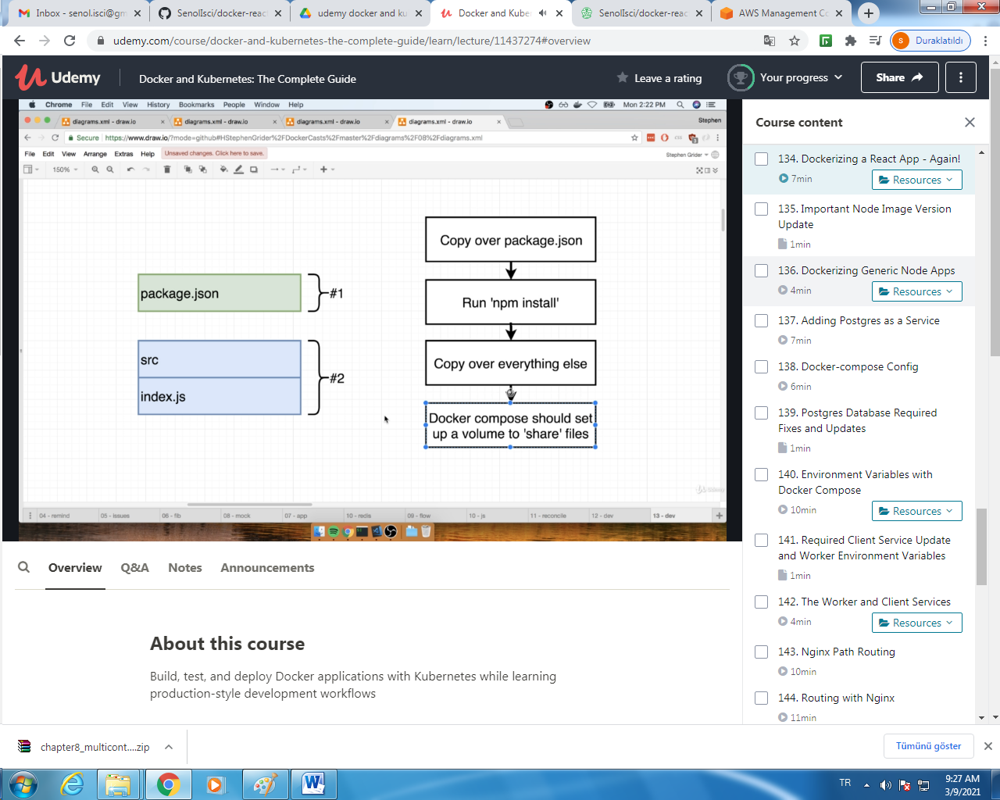 Inbox - senol.isci@gm
SenolIsci/docker-reac
udemy docker and ku
Docker and Kuber
SenolIsci/docker-reac
AWS Management Co
udemy.com/course/docker-and-kubernetes-the-complete-guide/learn/lecture/11437274#overview
S Duraklatıldı
Udemy
Docker and Kubernetes: The Complete Guide
Leave a rating
Your progress
Share
Chrome File Edit View History Bookmarks People Window Help
Mon 2:22 PM
diagrams.xml - draw.io
diagrams.xml - draw.io
diagrams.xml - draw.io
diagrams.xml - draw.io
Stephen
Secure
https://www.draw.io/?mode=github#HStephenGrider%2FDockerCasts%2Fmaster%2Fdiagrams%2F08%2Fdiagrams.xml
File Edit View Arrange Extras Help
Unsaved changes. Click here to save.
Stephen Grider
150%
package.json
#1
src
index.js
#2
Copy over package.json
Run 'npm install'
Copy over everything else
Docker compose should set
up a volume to 'share' files
Udemy
04 - remind
05 - issues
06 - fib
08 - mock
07 - app
10 - redis
09 - flow
10 - js
11 - reconcile
12 - dev
13 - dev
Course content
134. Dockerizing a React App - Again!
7min
Resources
135. Important Node Image Version
Update
1min
136. Dockerizing Generic Node Apps
4min
Resources
137. Adding Postgres as a Service
7min
138. Docker-compose Config
6min
139. Postgres Database Required
Fixes and Updates
1min
140. Environment Variables with
Docker Compose
10min
Resources
141. Required Client Service Update
and Worker Environment Variables
1min
142. The Worker and Client Services
4min
Resources
143. Nginx Path Routing
10min
144. Routing with Nginx
11min
Overview
Q&A
Notes
Announcements
About this course
Build, test, and deploy Docker applications with Kubernetes while learning
production-style development workflows
chapter8_multicont....zip
Tümünü göster
TR
9:27 AM
3/9/2021